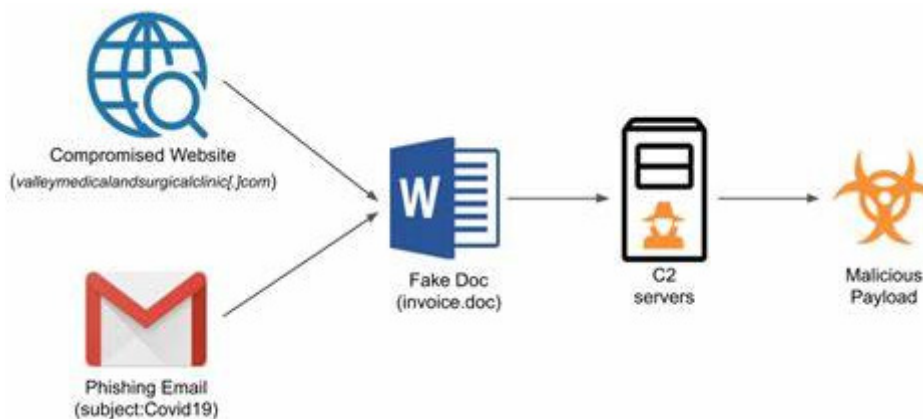 Compromised Website
(valleymedicalandsurgicalclinic[.]com)
W
Fake Doc
(invoice.doc)
C2
servers
Malicious
Payload
Phishing Email
(subject:Covid19)